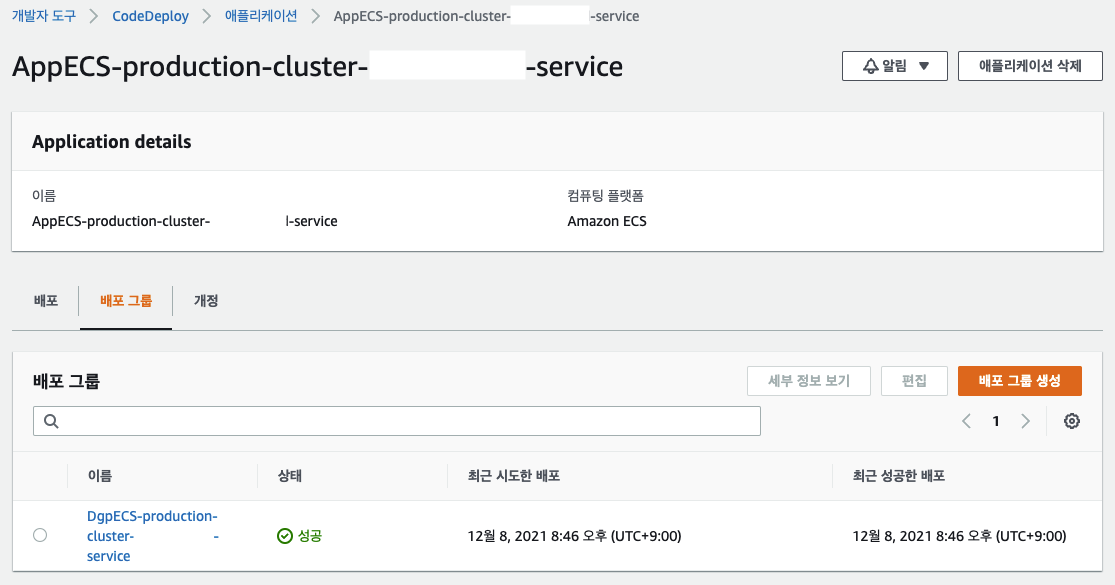 개발자 도구 > CodeDeploy > 애플리케이션 > AppECS-production-cluster- -service
AppECS-production-cluster- -service
알림 ▼ 애플리케이션 삭제
Application details
이름 컴퓨팅 플랫폼
AppECS-production-cluster- l-service Amazon ECS
배포 배포 그룹 개정
배포 그룹 세부 정보 보기 편집 배포 그룹 생성
< 1 >
이름 상태 최근 시도한 배포 최근 성공한 배포
DgpECS-production-
cluster- -
service
성공 12월 8, 2021 8:46 오후 (UTC+9:00) 12월 8, 2021 8:46 오후 (UTC+9:00)